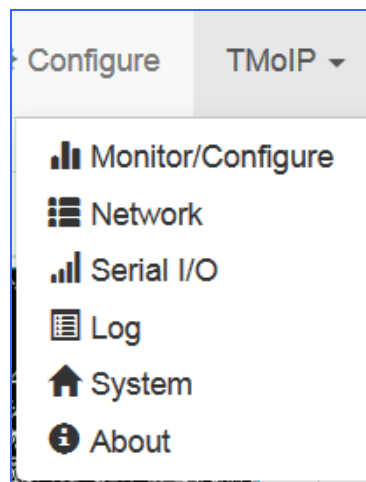 Configure TMoIP
Monitor/Configure
Network
Serial I/O
Log
System
About